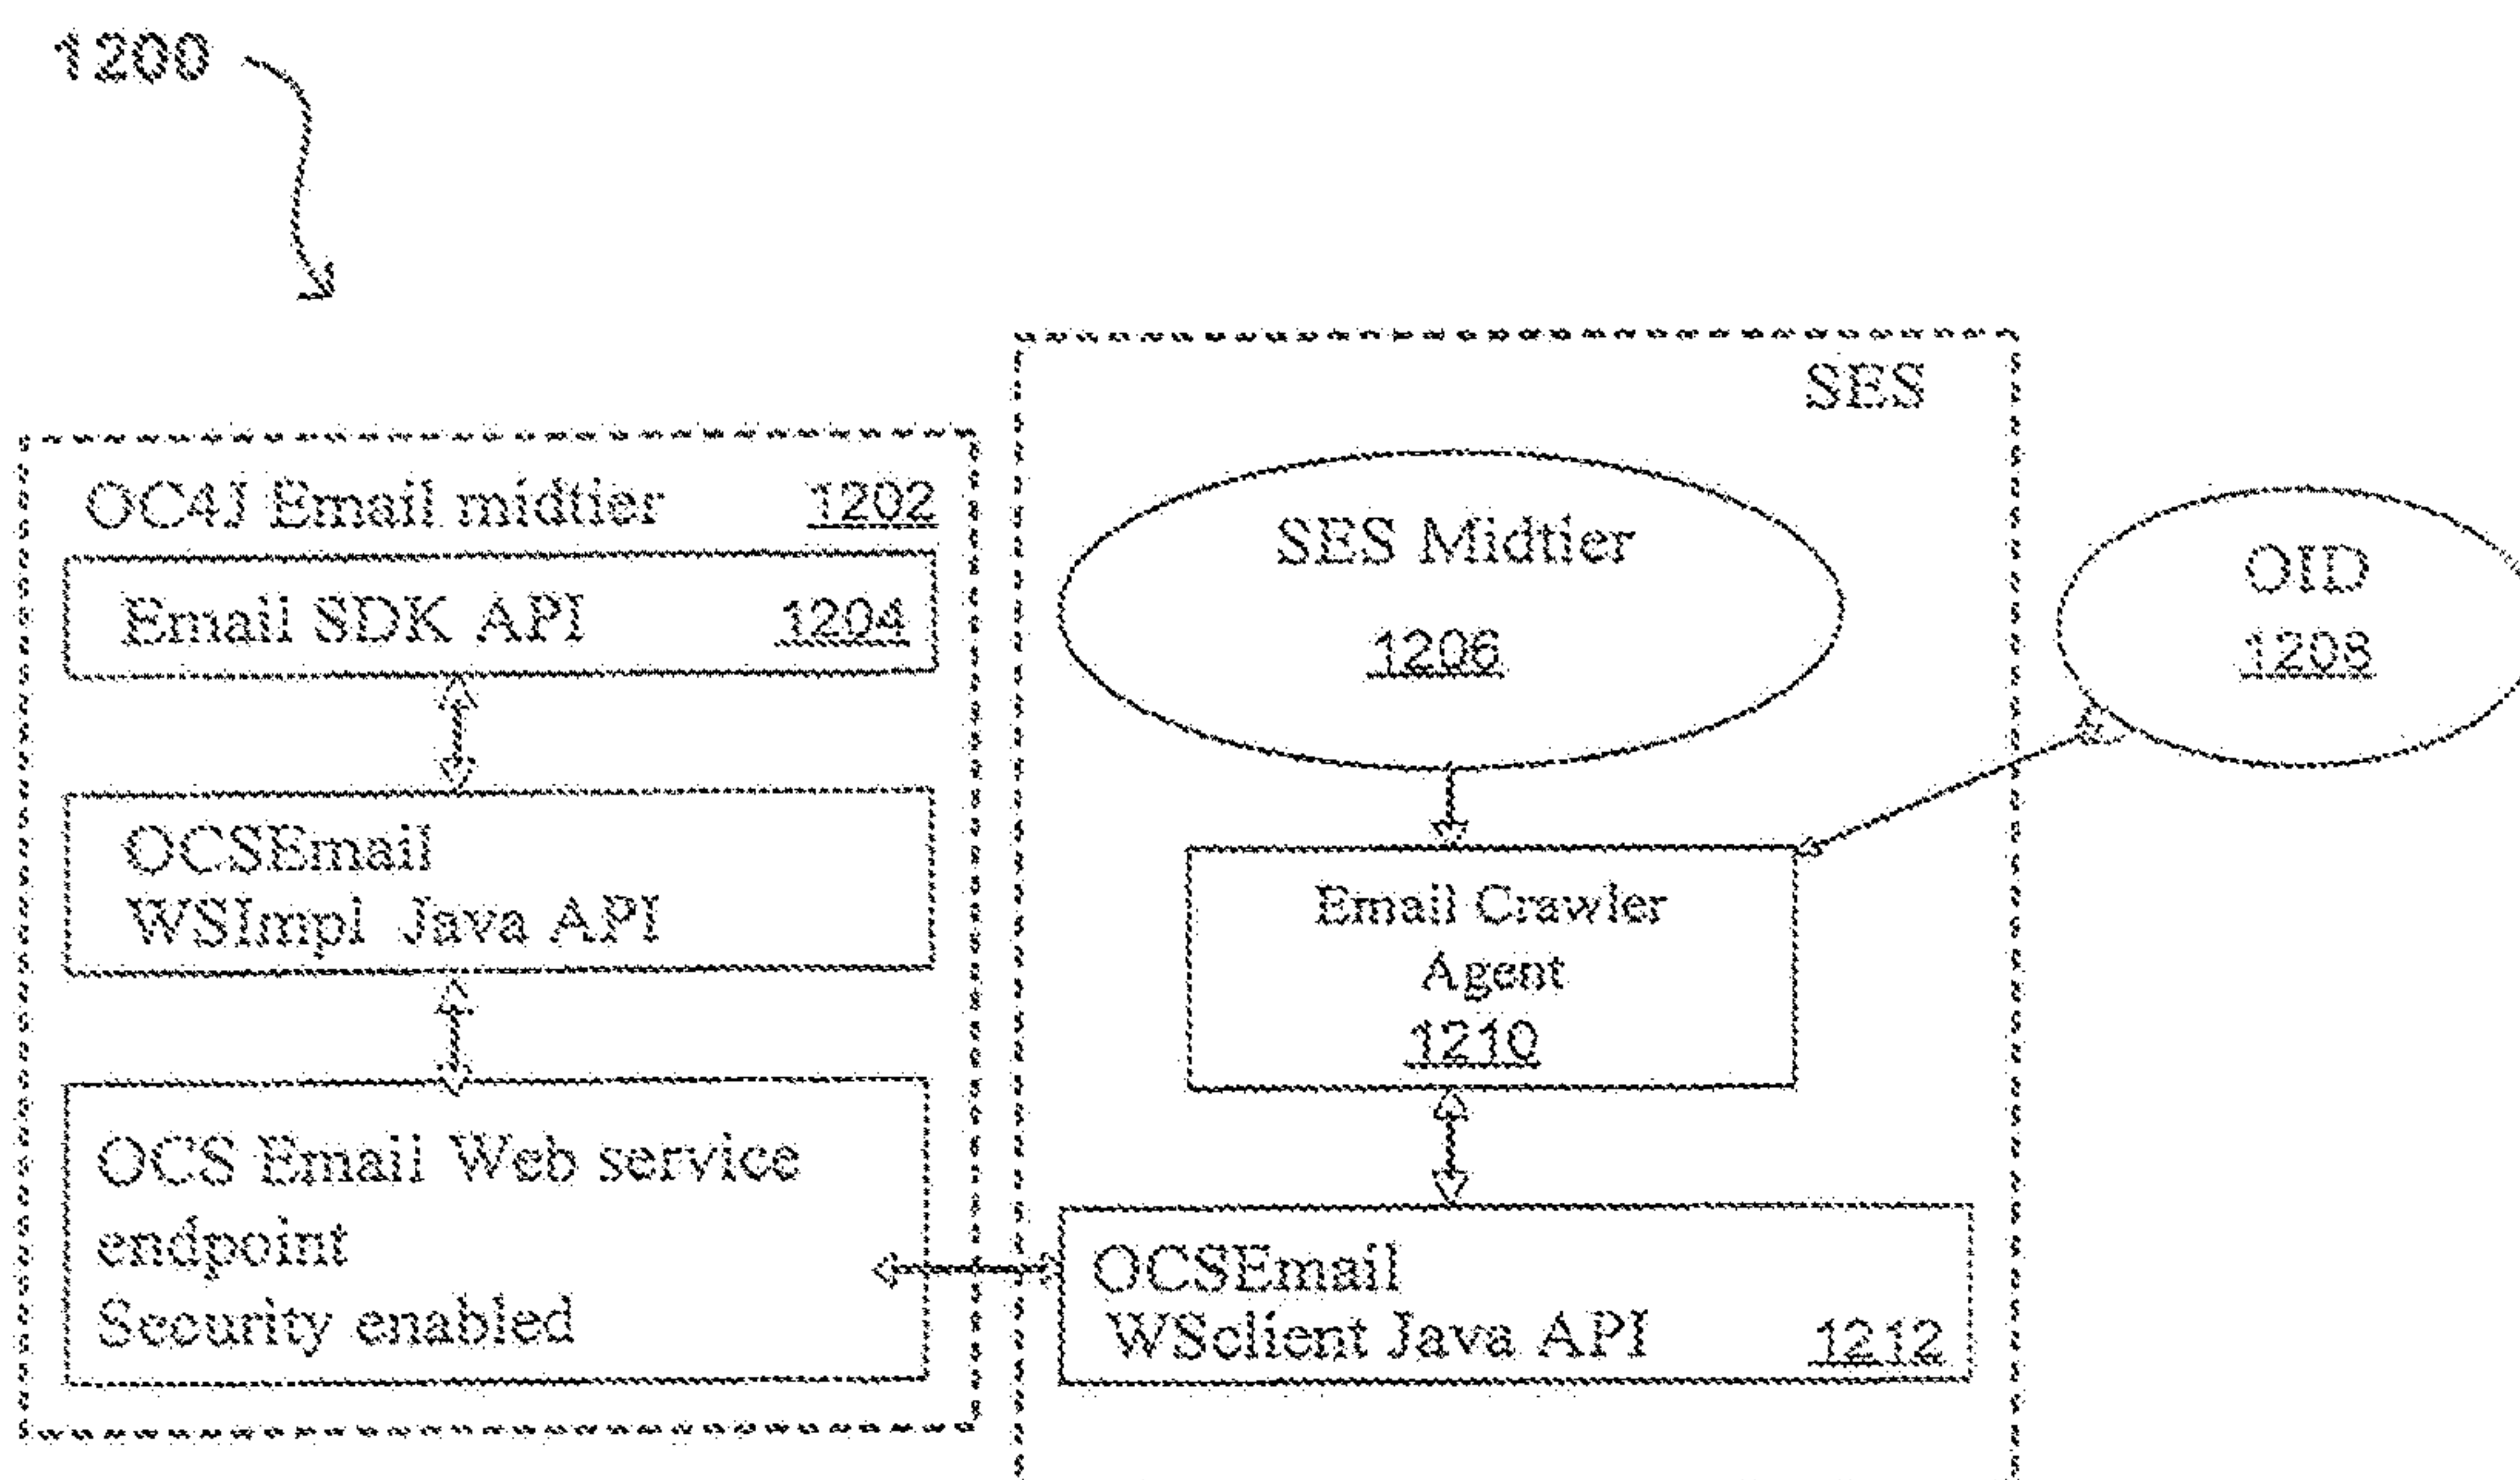 1200
SES
OC4J Email midtier 1202
Email SDK API 1204
OCSEmail
WSImpl Java API
OCS Email Web service
endpoint
Security enabled
SES Midtier
1206
OID
1208
Email Crawler
Agent
1210
OCSEmail
WSclient Java API 1212